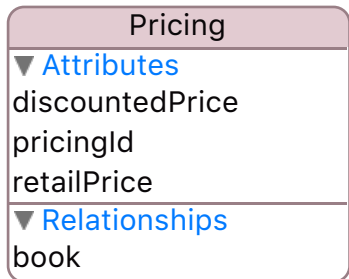 Pricing
Attributes
discountedPrice
pricingId
retailPrice
Relationships
book